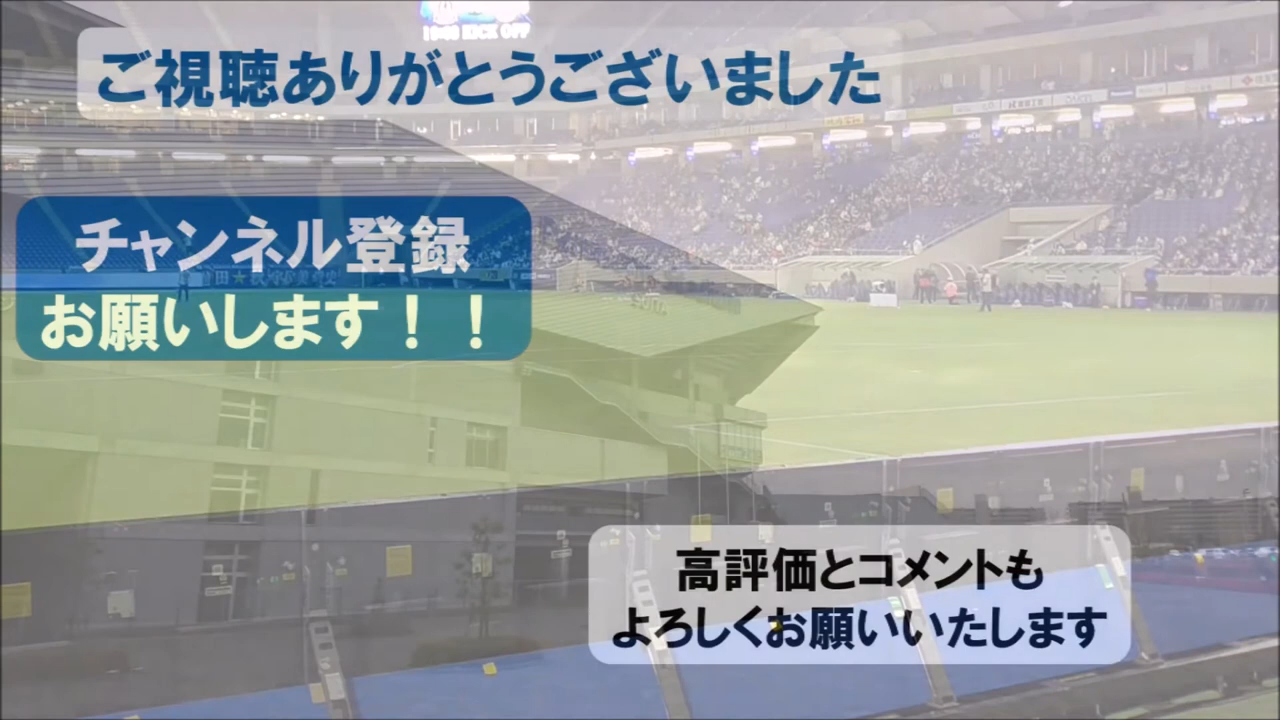 KICK OFF
ご視聴ありがとうございました
チャンネル登録
お願いします！！
高評価とコメントも
よろしくお願いいたします